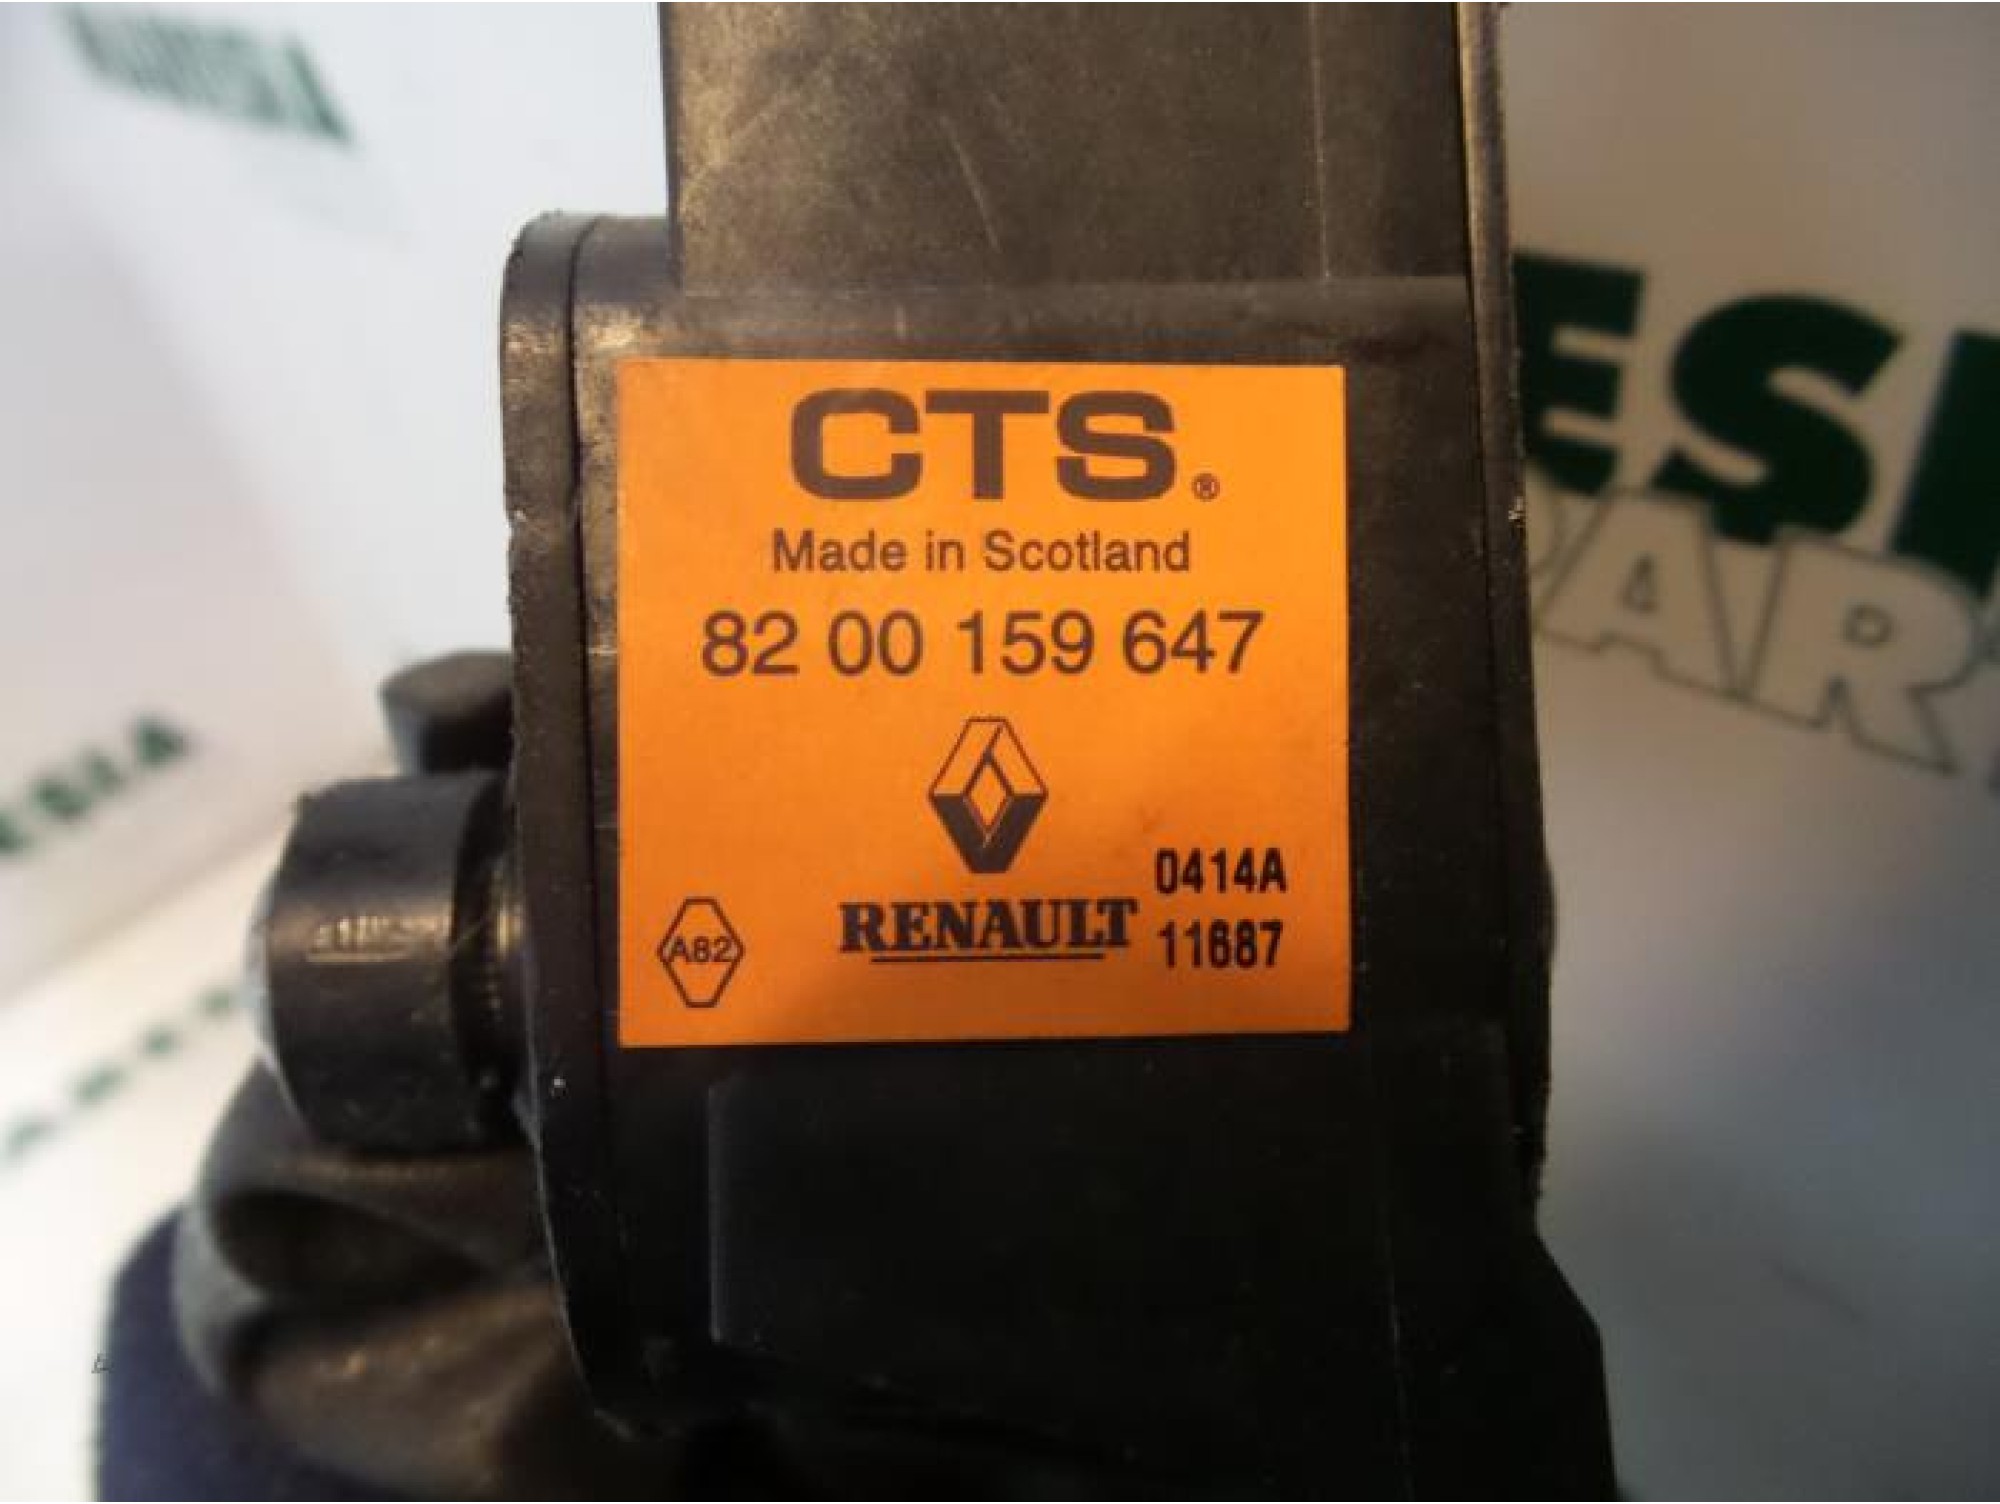 CTS®
Made in Scotland
82 00 159 647
0414A
A82
RENAULT
11687